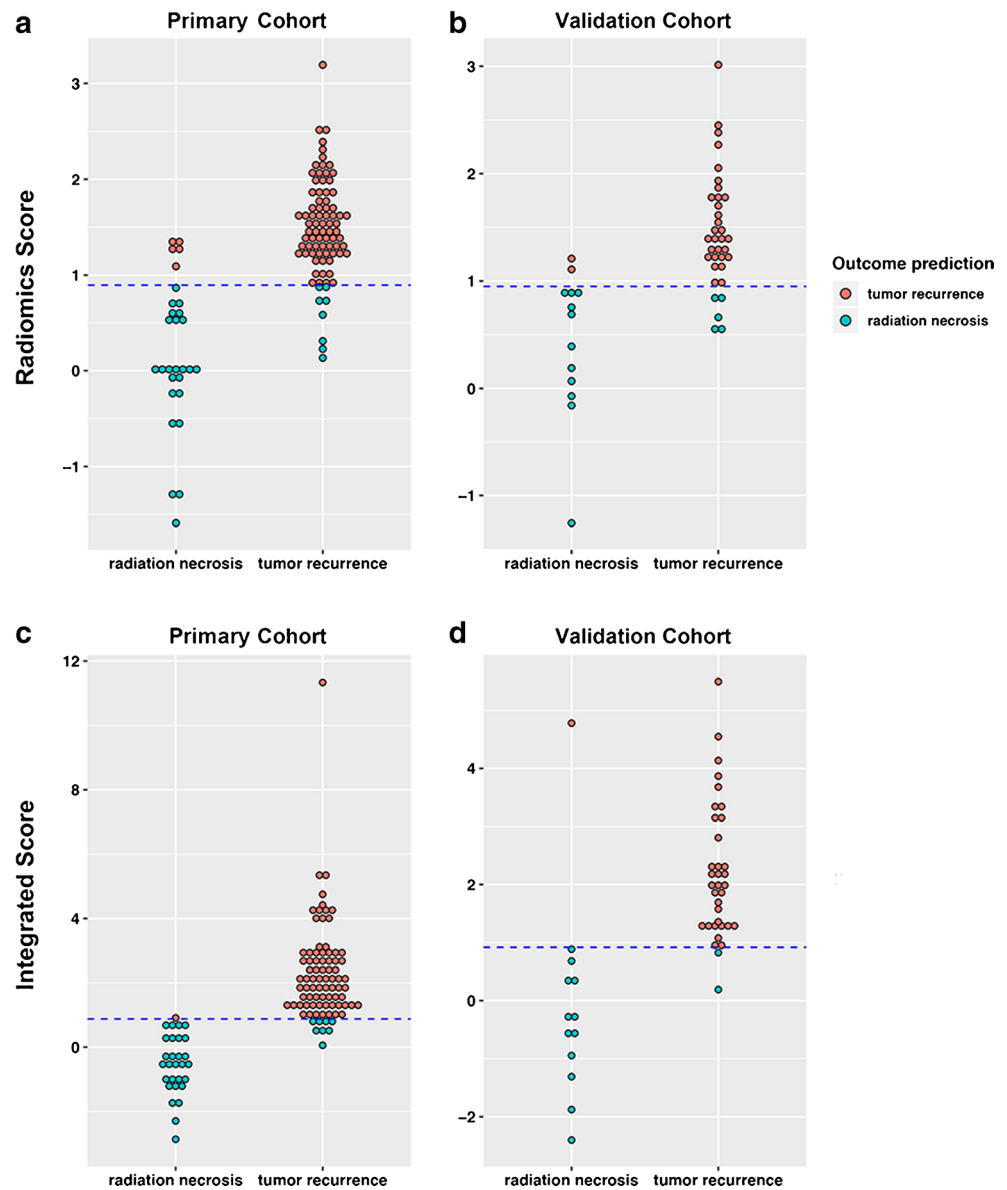 a
Primary Cohort
b
Validation Cohort
Radiomics Score
3
2
1
0
−1
3
2
1
0
−1
radiation necrosis
tumor recurrence
radiation necrosis
tumor recurrence
Outcome prediction
tumor recurrence
radiation necrosis
c
Primary Cohort
d
Validation Cohort
Integrated Score
12
8
4
0
4
2
0
−2
radiation necrosis
tumor recurrence
radiation necrosis
tumor recurrence